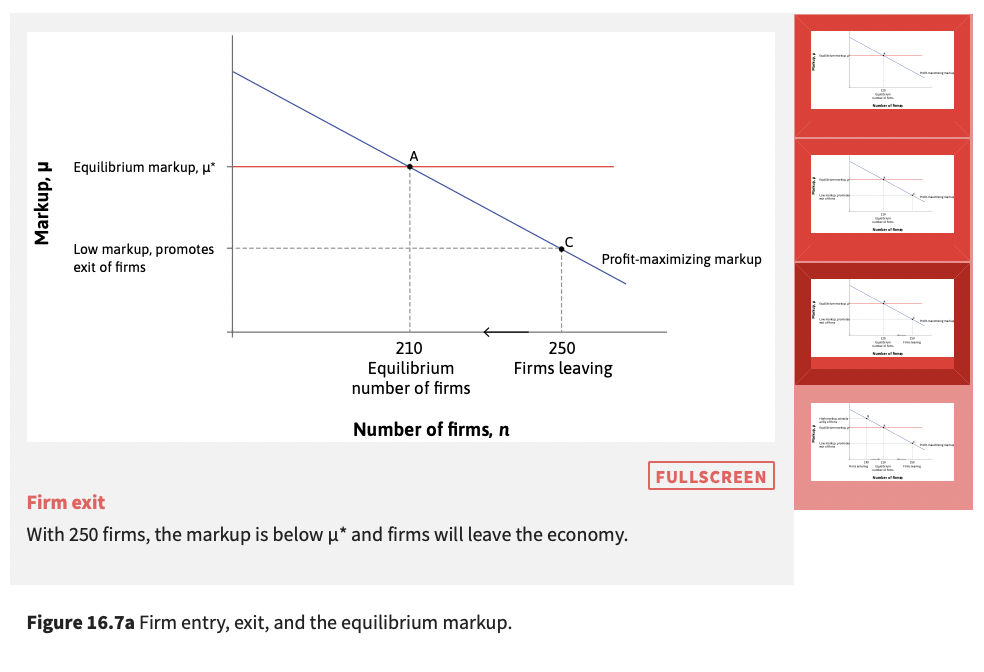 Markup, μ
A
Equilibrium markup, μ*
Low markup, promotes
exit of firms
C
Profit-maximizing markup
210
Equilibrium
number of firms
250
Firms leaving
Number of firms, n
FULLSCREEN
Firm exit
With 250 firms, the markup is below μ* and firms will leave the economy.
Figure 16.7a Firm entry, exit, and the equilibrium markup.